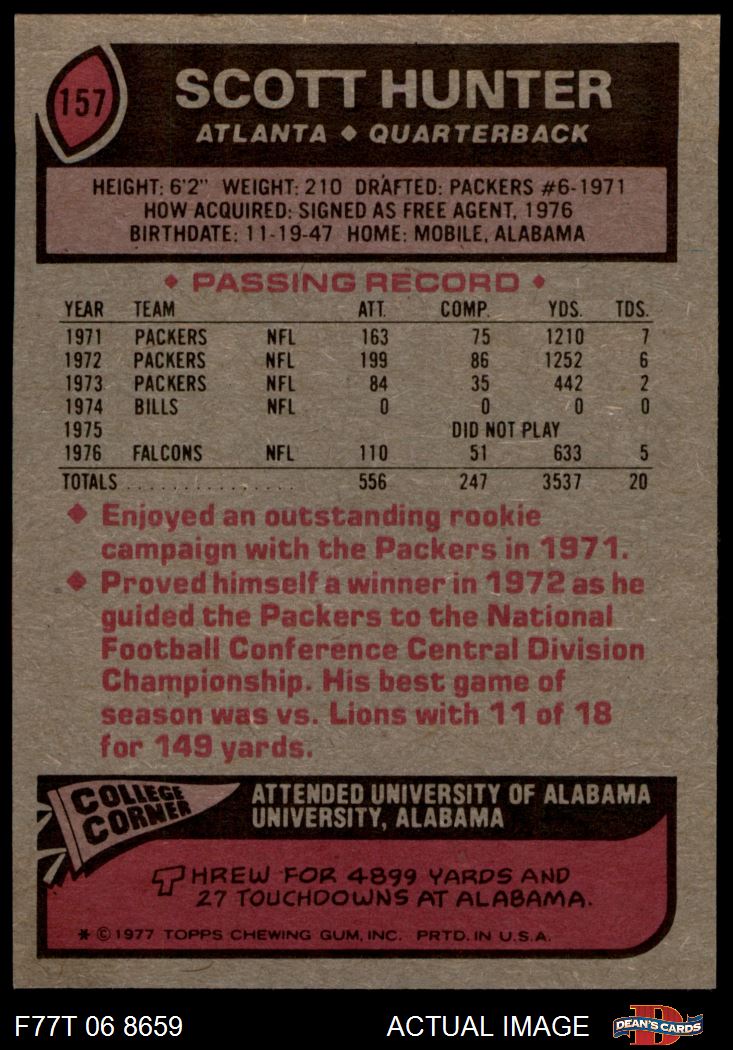 157
SCOTT HUNTER
ATLANTA ◆ QUARTERBACK
HEIGHT: 6'2" WEIGHT: 210 DRAFTED: PACKERS #6-1971
HOW ACQUIRED: SIGNED AS FREE AGENT, 1976
BIRTHDATE: 11-19-47 HOME: MOBILE, ALABAMA
◆ PASSING RECORD ◆
YEAR TEAM ATT. COMP. YDS. TDS.
1971 PACKERS NFL 163 75 1210 7
1972 PACKERS NFL 199 86 1252 6
1973 PACKERS NFL 84 35 442 2
1974 BILLS NFL 0 0 0 0
1975 DID NOT PLAY
1976 FALCONS NFL 110 51 633 5
TOTALS . . . . . . . . . . . . . . . 556 247 3537 20
◆ Enjoyed an outstanding rookie
campaign with the Packers in 1971.
◆ Proved himself a winner in 1972 as he
guided the Packers to the National
Football Conference Central Division
Championship. His best game of
season was vs. Lions with 11 of 18
for 149 yards.
COLLEGE
CORNER
ATTENDED UNIVERSITY OF ALABAMA
UNIVERSITY, ALABAMA
THREW FOR 4899 YARDS AND
27 TOUCHDOWNS AT ALABAMA.
* © 1977 TOPPS CHEWING GUM, INC. PRTD. IN U.S.A.
F77T 06 8659 ACTUAL IMAGE
D
DEAN'S CARDS